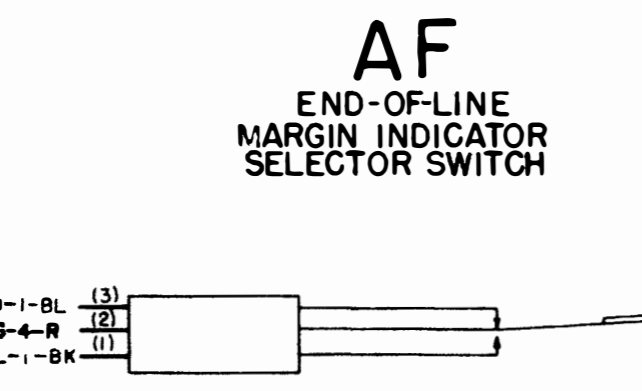 AF
END-OF-LINE
MARGIN INDICATOR
SELECTOR SWITCH
-1-BL (3)
-4-R (2)
-1-BK (1)